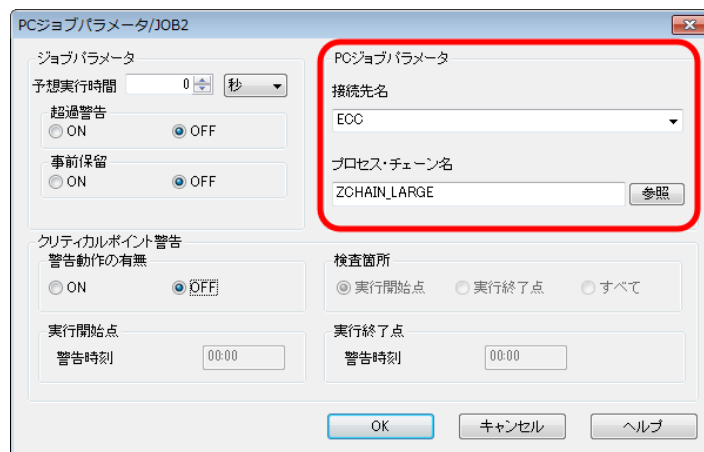 PCジョブパラメータ/JOB2
ジョブパラメータ
予想実行時間 0 秒
超過警告
ON OFF
事前保留
ON OFF
PCジョブパラメータ
接続先名
ECC
プロセス・チェーン名
ZCHAIN_LARGE 参照
クリティカルポイント警告
警告動作の有無
ON OFF
検査箇所
実行開始点 実行終了点 すべて
実行開始点
警告時刻 00:00
実行終了点
警告時刻 00:00
OK キャンセル ヘルプ